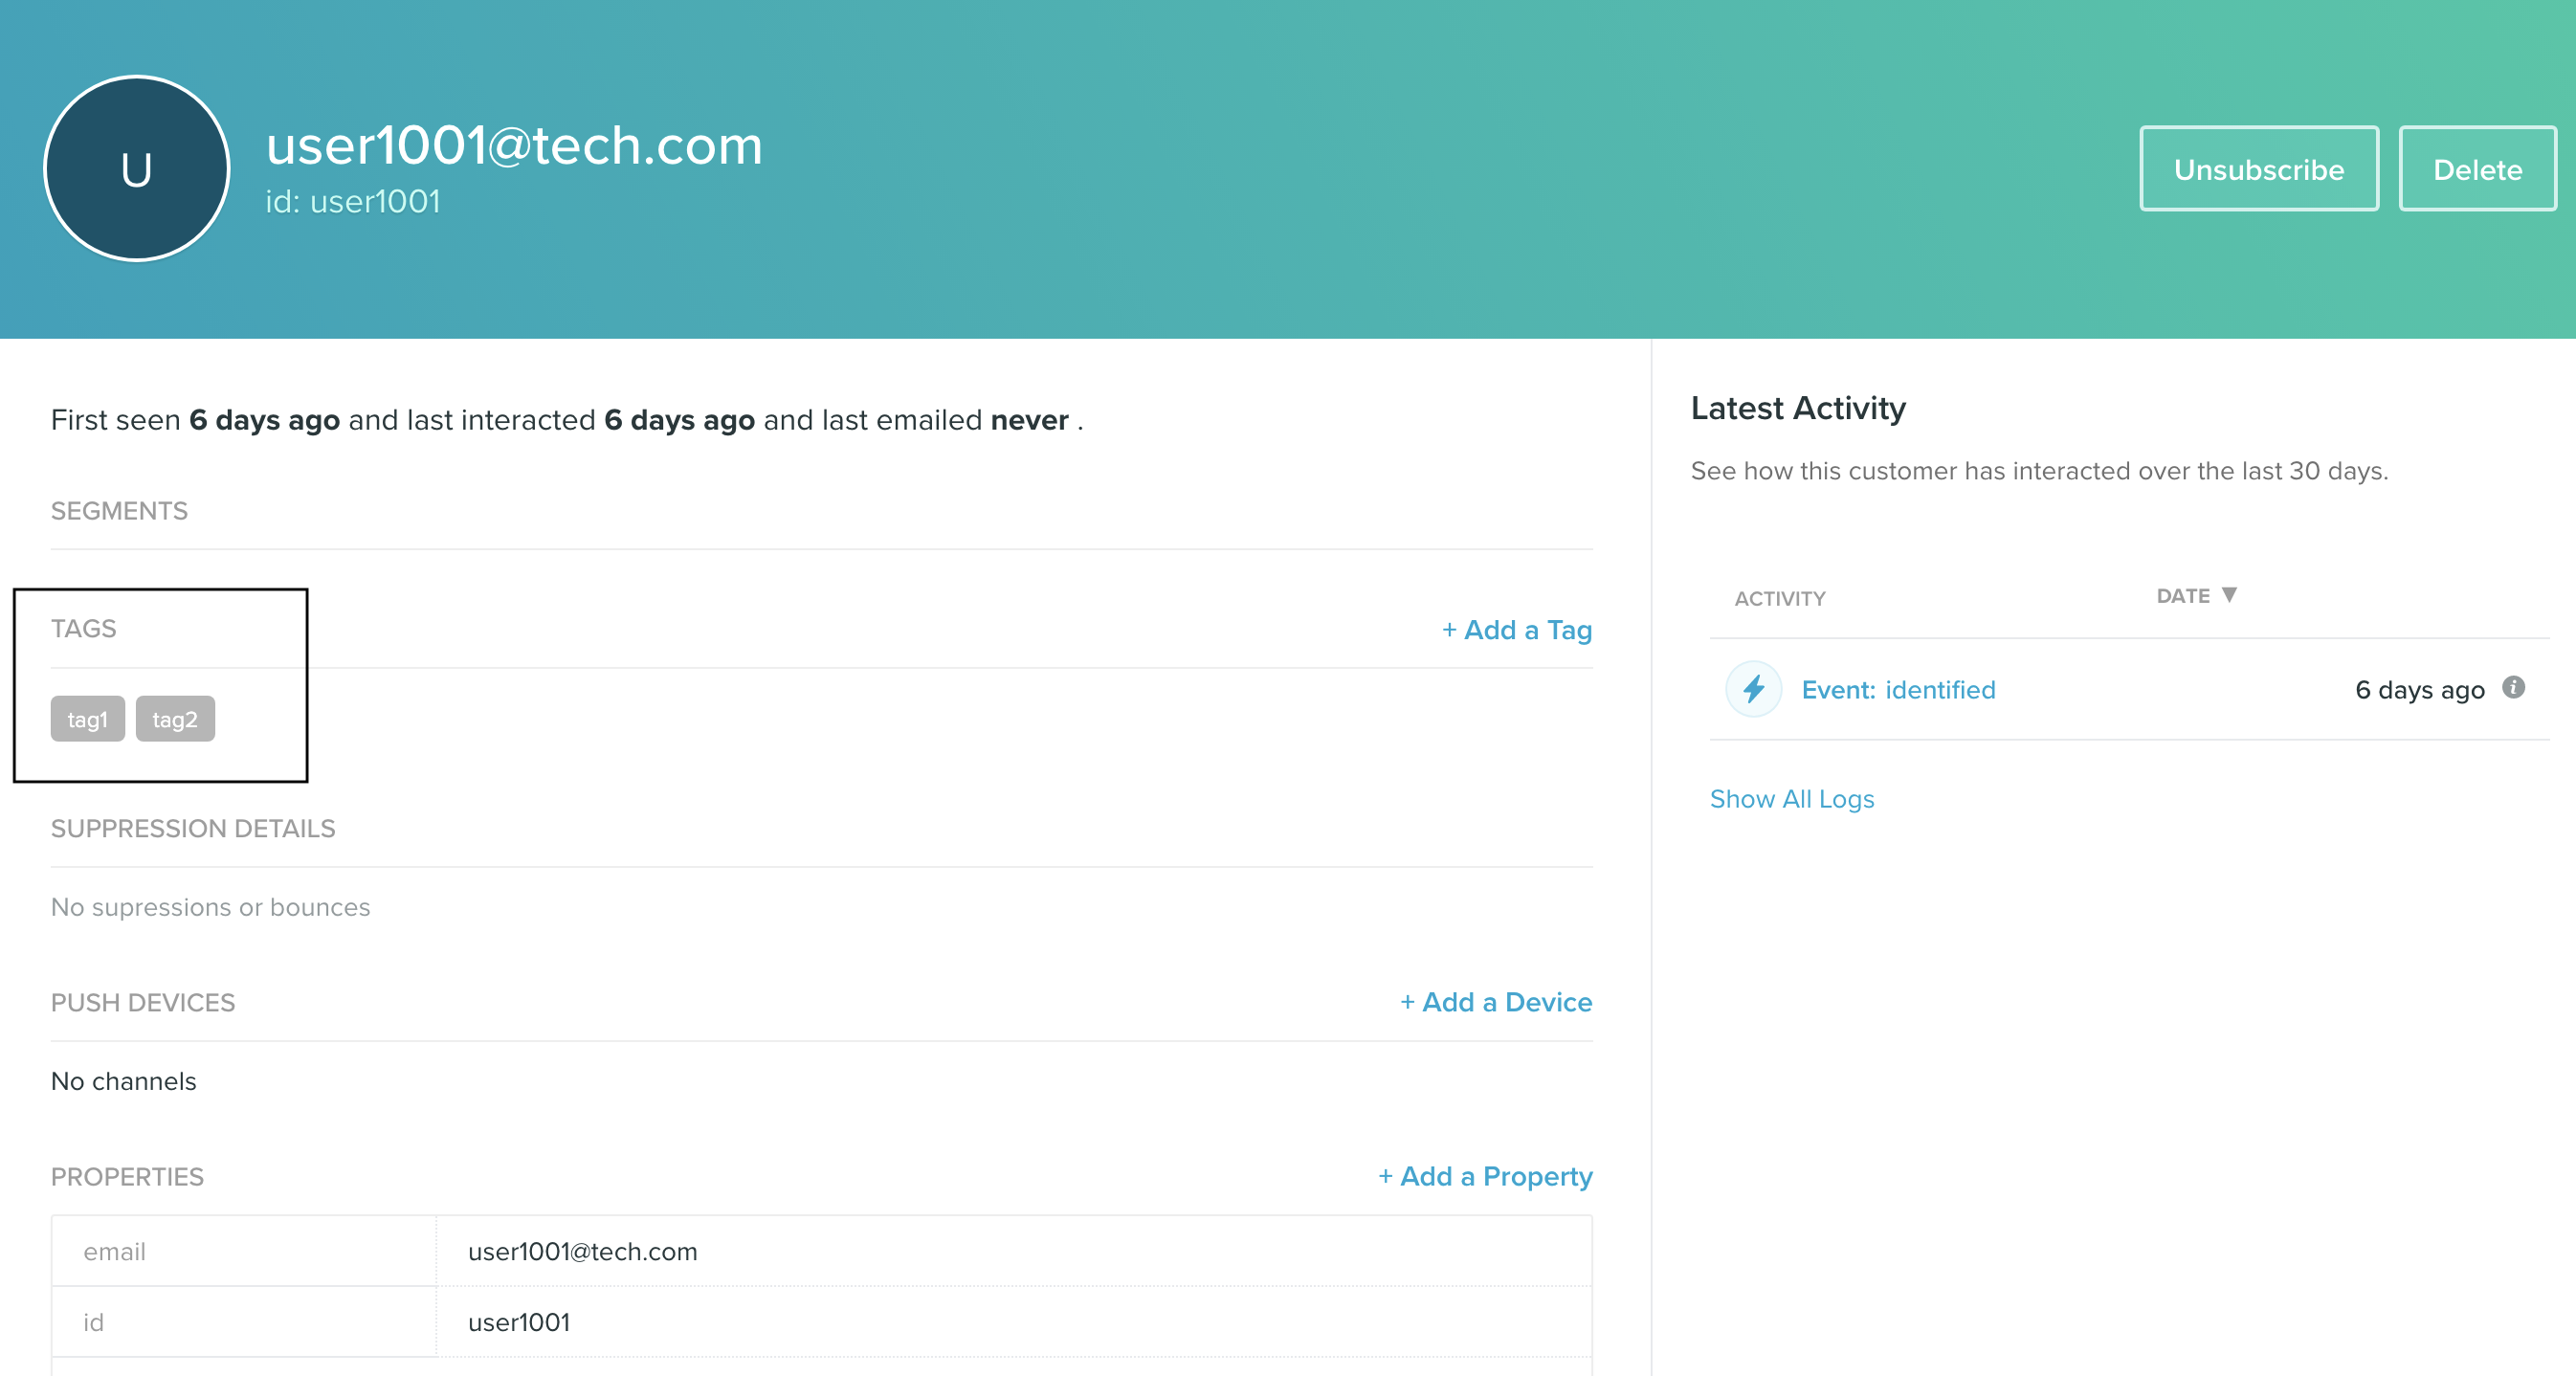 U
user1001@tech.com
id: user1001
Unsubscribe
Delete
First seen 6 days ago and last interacted 6 days ago and last emailed never .
SEGMENTS
TAGS
+ Add a Tag
tag1 tag2
SUPPRESSION DETAILS
No supressions or bounces
PUSH DEVICES
+ Add a Device
No channels
PROPERTIES
+ Add a Property
email user1001@tech.com
id user1001
Latest Activity
See how this customer has interacted over the last 30 days.
ACTIVITY DATE ▼
Event: identified 6 days ago i
Show All Logs